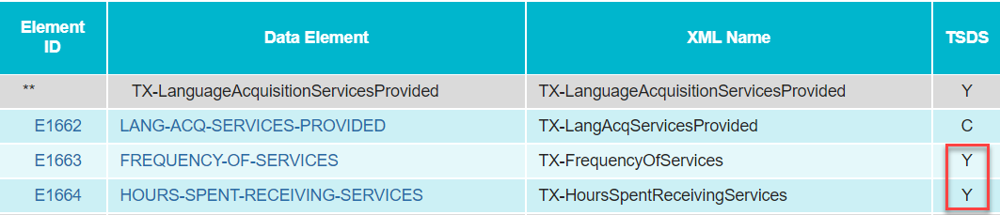 Element ID Data Element XML Name TSDS
** TX-LanguageAcquisitionServicesProvided TX-LanguageAcquisitionServicesProvided Y
E1662 LANG-ACQ-SERVICES-PROVIDED TX-LangAcqServicesProvided C
E1663 FREQUENCY-OF-SERVICES TX-FrequencyOfServices Y
E1664 HOURS-SPENT-RECEIVING-SERVICES TX-HoursSpentReceivingServices Y